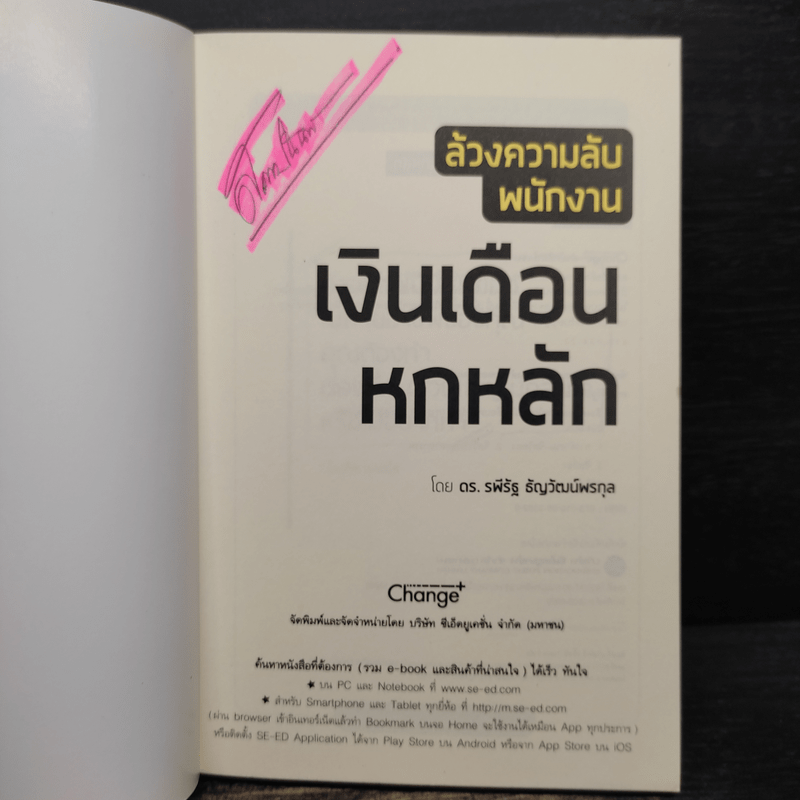 ล้วงความลับ
พนักงาน
เงินเดือน
หกหลัก
โดย ดร. รพีรัฐ ธัญวัฒน์พรกุล
Change+
จัดพิมพ์และจัดจำหน่ายโดย บริษัท ซีเอ็ดยูเคชั่น จำกัด (มหาชน)
ค้นหาหนังสือที่ต้องการ (รวม e-book และสินค้าที่น่าสนใจ) ได้เร็ว ทันใจ
★ บน PC และ Notebook ที่ www.se-ed.com
★ สำหรับ Smartphone และ Tablet ทุกยี่ห้อ ที่ http://m.se-ed.com
(ผ่าน browser เข้าอินเทอร์เน็ตแล้วทำ Bookmark บนจอ Home จะใช้งานได้เหมือน App ทุกประการ)
หรือติดตั้ง SE-ED Application ได้จาก Play Store บน Android หรือจาก App Store บน iOS